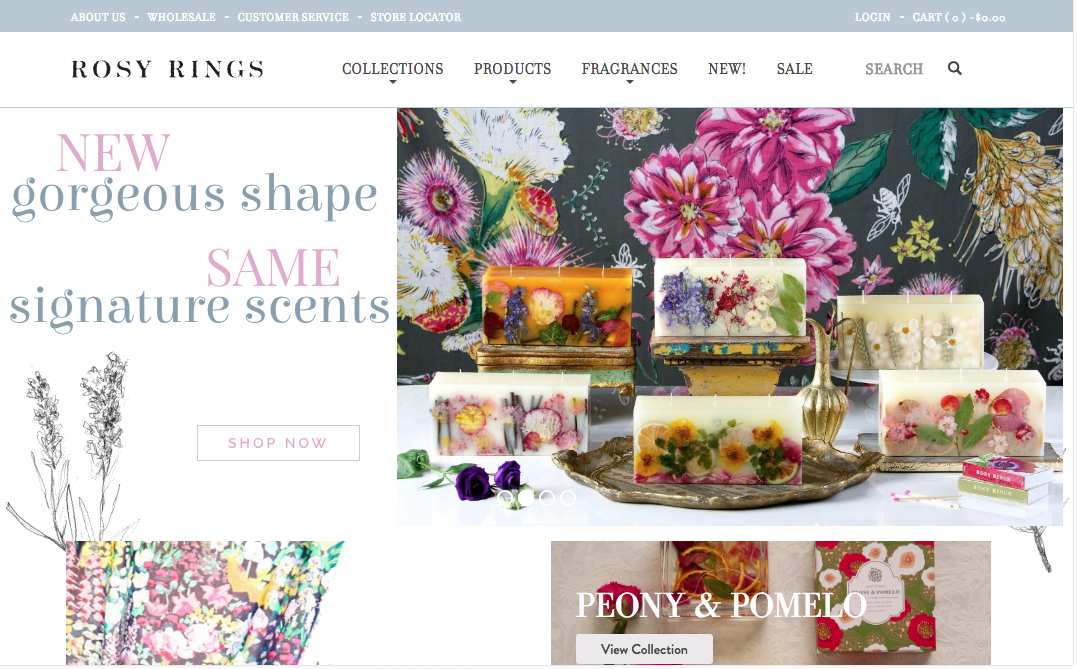 ABOUT US - WHOLESALE - CUSTOMER SERVICE - STORE LOCATOR
LOGIN - CART ( 0 ) -$0.00
ROSY RINGS
COLLECTIONS PRODUCTS FRAGRANCES NEW! SALE SEARCH
NEW
gorgeous shape
SAME
signature scents
SHOP NOW
ROSY RINGS
ROSY RINGS
PEONY & POMELO
PEONY & POMELO
View Collection